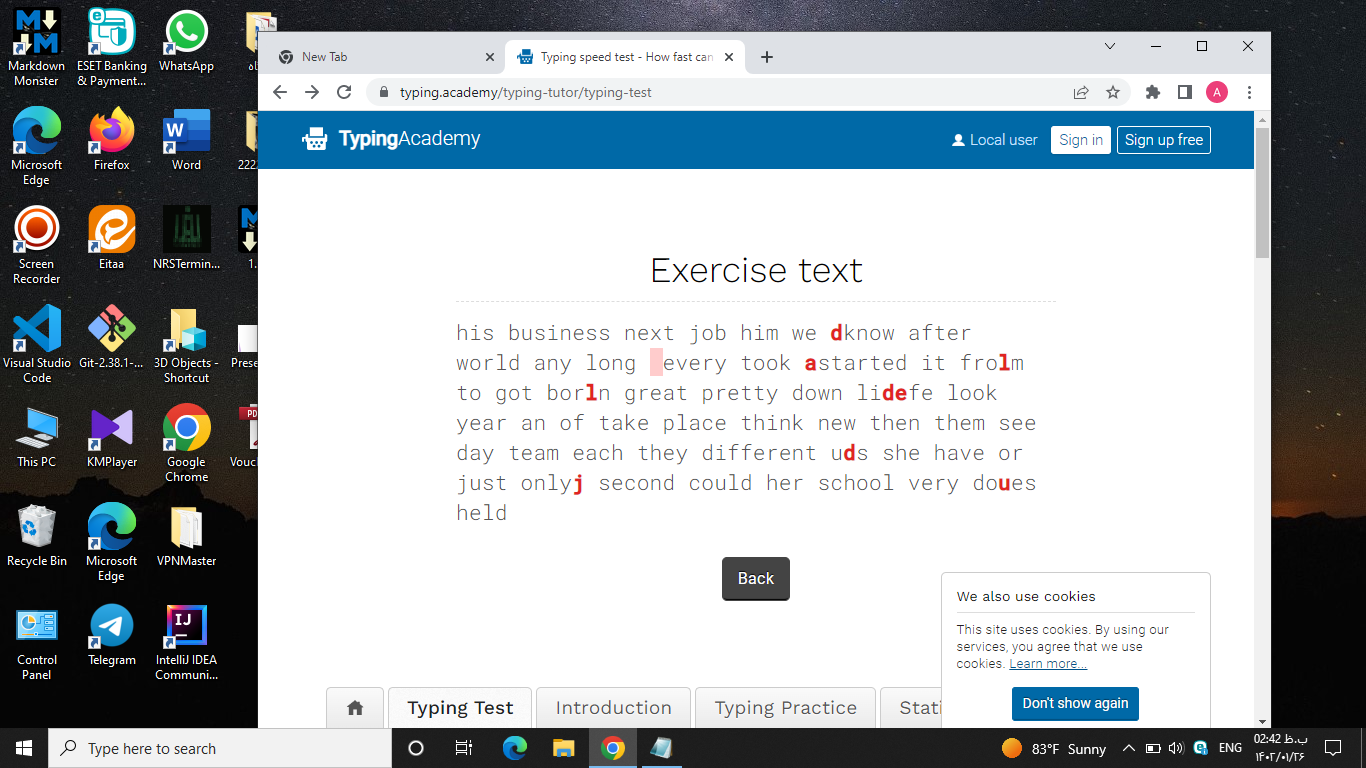 Markdown Monster
ESET Banking & Payment...
WhatsApp
Microsoft Edge
Firefox
Word
222
Screen Recorder
Eitaa
NRSTermin...
1.
Visual Studio Code
Git-2.38.1-...
3D Objects - Shortcut
Prese
This PC
KMPlayer
Google Chrome
Vouc
Recycle Bin
Microsoft Edge
VPNMaster
Control Panel
Telegram
IntelliJ IDEA Communi...
New Tab
Typing speed test - How fast can
typing.academy/typing-tutor/typing-test
A
TypingAcademy
Local user
Sign in
Sign up free
Exercise text
his business next job him we dknow after
world any long  every took astarted it frolm
to got borln great pretty down lidefe look
year an of take place think new then them see
day team each they different uds she have or
just onlyj second could her school very doues
held
Back
We also use cookies
This site uses cookies. By using our
services, you agree that we use
cookies. Learn more...
Don't show again
Typing Test
Introduction
Typing Practice
Stati
Type here to search
83°F Sunny
ENG
02:42 ب.ظ
۱۴۰۲/۰۱/۲۶